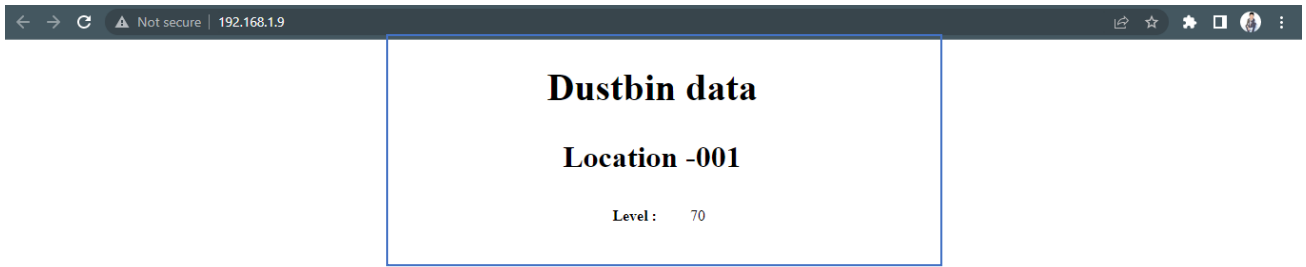 Not secure | 192.168.1.9
Dustbin data
Location -001
Level : 70